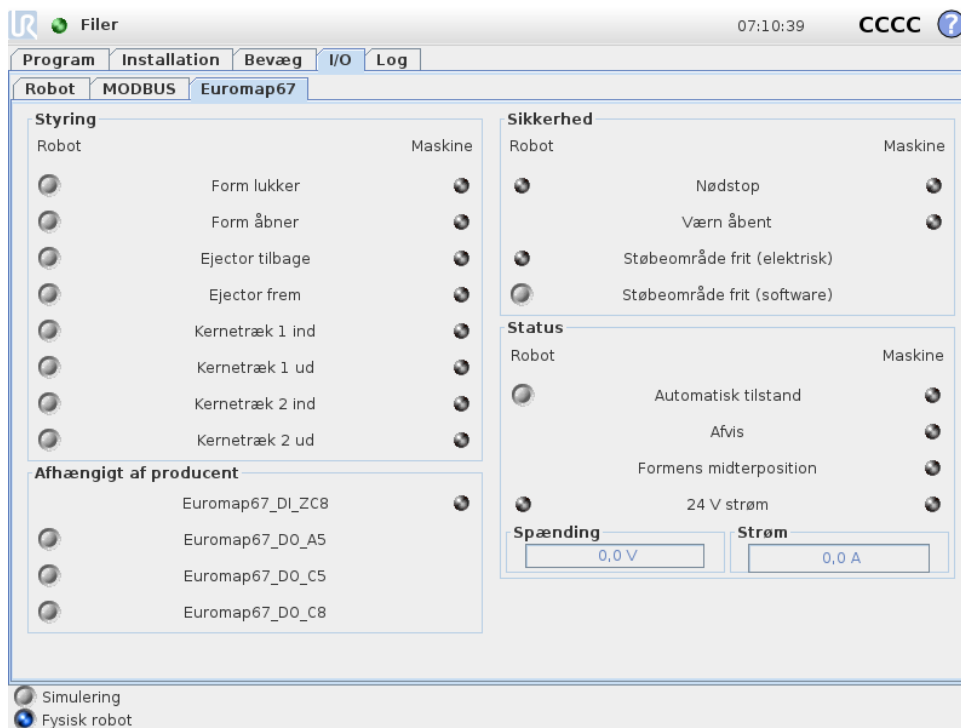 UR Filer 07:10:39 CCCC ?
Program Installation Bevæg I/O Log
Robot MODBUS Euromap67
Styring
Robot Maskine
Form lukker
Form åbner
Ejector tilbage
Ejector frem
Kernetræk 1 ind
Kernetræk 1 ud
Kernetræk 2 ind
Kernetræk 2 ud
Afhængigt af producent
Euromap67_DI_ZC8
Euromap67_DO_A5
Euromap67_DO_C5
Euromap67_DO_C8
Sikkerhed
Robot Maskine
Nødstop
Værn åbent
Støbeområde frit (elektrisk)
Støbeområde frit (software)
Status
Robot Maskine
Automatisk tilstand
Afvis
Formens midterposition
24 V strøm
Spænding Strøm
0,0 V 0,0 A
Simulering
Fysisk robot